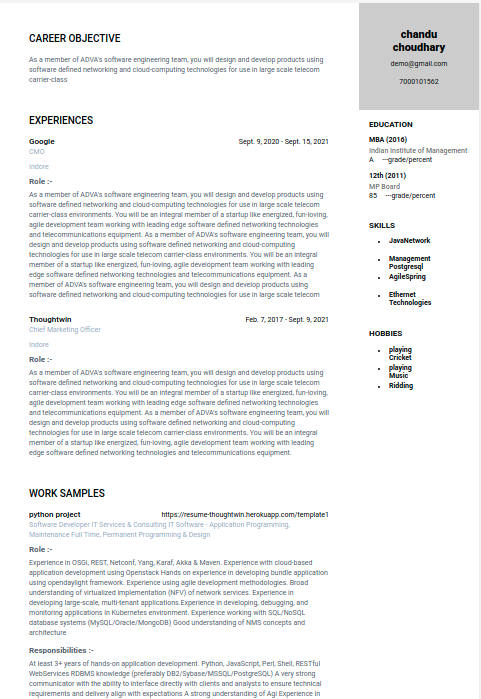 CAREER OBJECTIVE
As a member of ADVA's software engineering team, you will design and develop products using
software defined networking and cloud-computing technologies for use in large scale telecom
carrier-class
EXPERIENCES
Google Sept. 9, 2020 - Sept. 15, 2021
CMO
Indore
Role :-
As a member of ADVA's software engineering team, you will design and develop products using
software defined networking and cloud-computing technologies for use in large scale telecom
carrier-class environments. You will be an integral member of a startup like energized, fun-loving,
agile development team working with leading edge software defined networking technologies
and telecommunications equipment. As a member of ADVA's software engineering team, you will
design and develop products using software defined networking and cloud-computing
technologies for use in large scale telecom carrier-class environments. You will be an integral
member of a startup like energized, fun-loving, agile development team working with leading
edge software defined networking technologies and telecommunications equipment. As a
member of ADVA's software engineering team, you will design and develop products using
software defined networking and cloud-computing technologies for use in large scale telecom
Thoughtwin Feb. 7, 2017 - Sept. 9, 2021
Chief Marketing Officer
Indore
Role :-
As a member of ADVA's software engineering team, you will design and develop products using
software defined networking and cloud-computing technologies for use in large scale telecom
carrier-class environments. You will be an integral member of a startup like energized, fun-loving,
agile development team working with leading edge software defined networking technologies
and telecommunications equipment. As a member of ADVA's software engineering team, you will
design and develop products using software defined networking and cloud-computing
technologies for use in large scale telecom carrier-class environments. You will be an integral
member of a startup like energized, fun-loving, agile development team working with leading
edge software defined networking technologies and telecommunications equipment.
WORK SAMPLES
python project https://resume-thoughtwin.herokuapp.com/template1
Software Developer IT Services & Consulting IT Software - Application Programming,
Maintenance Full Time, Permanent Programming & Design
Role :-
Experience in OSGi, REST, Netconf, Yang, Karaf, Akka & Maven. Experience with cloud-based
application development using Openstack Hands on experience in developing bundle application
using opendaylight framework. Experience using agile development methodologies. Broad
understanding of virtualized implementation (NFV) of network services. Experience in
developing large-scale, multi-tenant applications.Experience in developing, debugging, and
monitoring applications in Kubernetes environment. Experience working with SQL/NoSQL
database systems (MySQL/Oracle/MongoDB) Good understanding of NMS concepts and
architecture
Responsibilities :-
At least 3+ years of hands-on application development. Python, JavaScript, Perl, Shell, RESTful
WebServices RDBMS knowledge (preferably DB2/Sybase/MSSQL/PostgreSQL) A very strong
communicator with the ability to interface directly with clients and analysts to ensure technical
requirements and delivery align with expectations A strong understanding of Agi Experience in
chandu
choudhary
demo@gmail.com
7000101562
EDUCATION
MBA (2016)
Indian Institute of Management
A ---grade/percent
12th (2011)
MP Board
85 ---grade/percent
SKILLS
JavaNetwork
Management
Postgresql
AgileSpring
Ethernet
Technologies
HOBBIES
playing
Cricket
playing
Music
Ridding